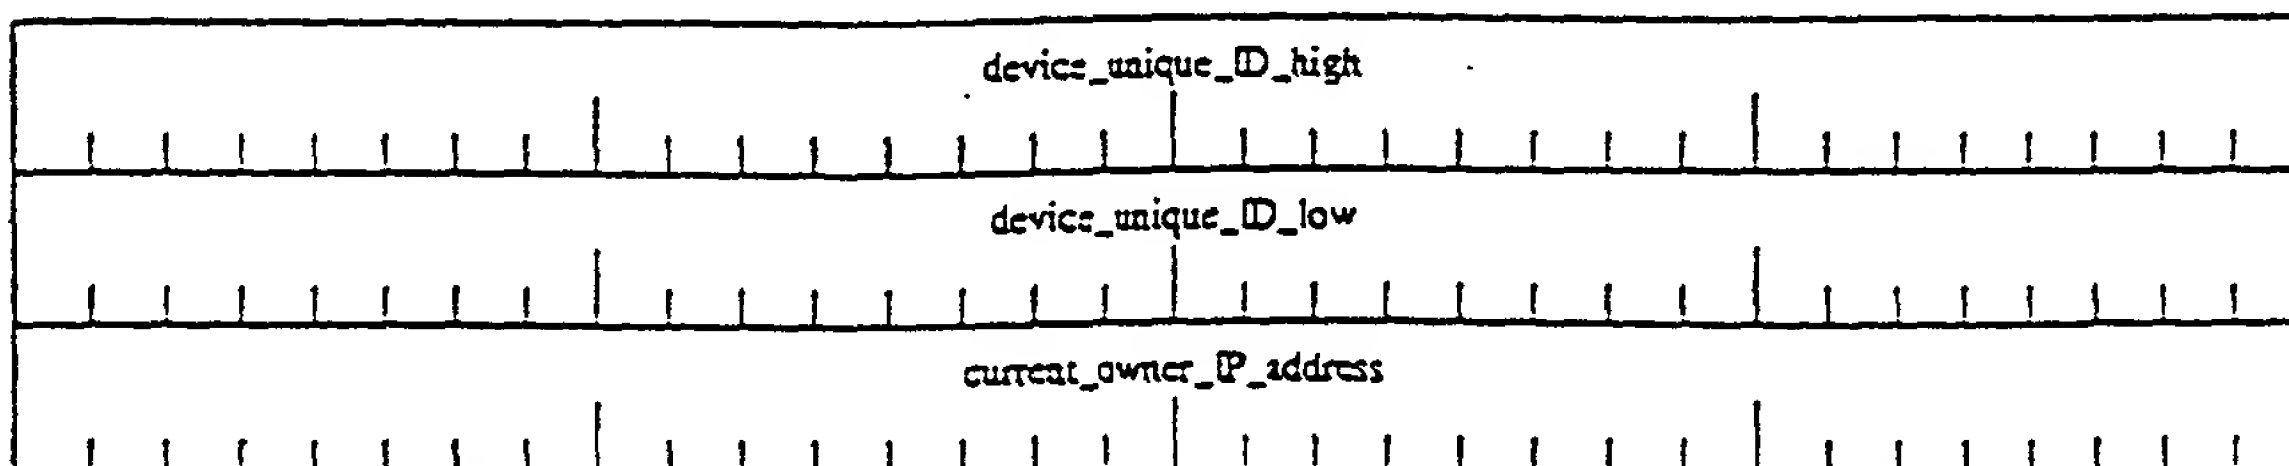 device_unique_ID_high
device_unique_ID_low
current_owner_IP_address